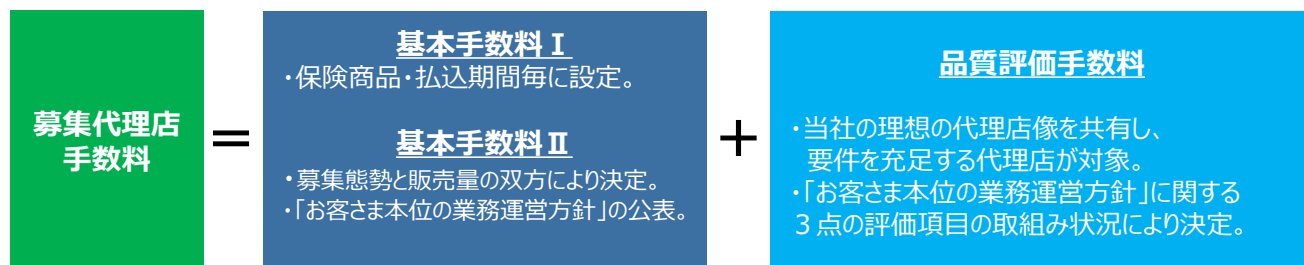 募集代理店
手数料
＝
基本手数料Ⅰ
・保険商品・払込期間毎に設定。
基本手数料Ⅱ
・募集態勢と販売量の双方により決定。
・「お客さま本位の業務運営方針」の公表。
＋
品質評価手数料
・当社の理想の代理店像を共有し、
要件を充足する代理店が対象。
・「お客さま本位の業務運営方針」に関する
３点の評価項目の取組み状況により決定。